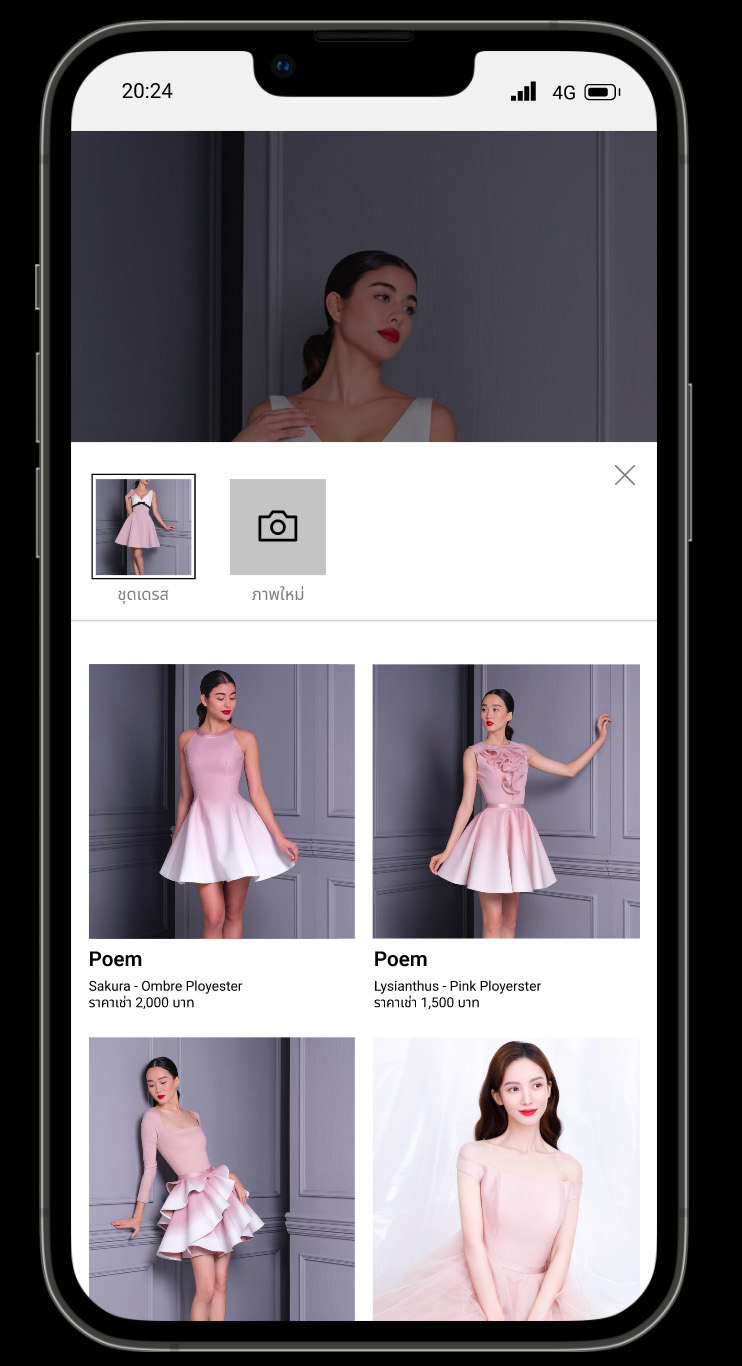 20:24
4G
ชุดเดรส
ภาพใหม่
Poem
Sakura - Ombre Ployester
ราคาเช่า 2,000 บาท
Poem
Lysianthus - Pink Ployerster
ราคาเช่า 1,500 บาท